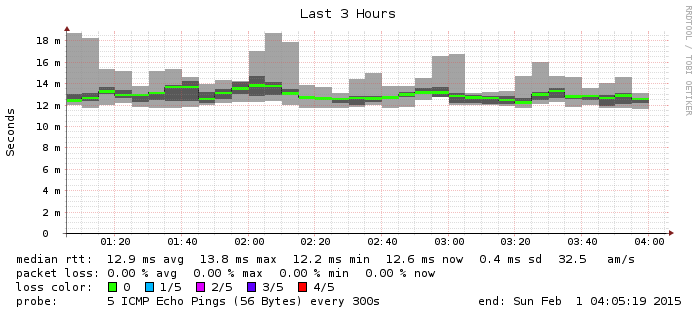 Last 3 Hours
RRDTOOL / TOBI OETIKER
Seconds
18 m
16 m
14 m
12 m
10 m
8 m
6 m
4 m
2 m
0
01:20 01:40 02:00 02:20 02:40 03:00 03:20 03:40 04:00
median rtt: 12.9 ms avg 13.8 ms max 12.2 ms min 12.6 ms now 0.4 ms sd 32.5 am/s
packet loss: 0.00 % avg 0.00 % max 0.00 % min 0.00 % now
loss color: 0 1/5 2/5 3/5 4/5
probe: 5 ICMP Echo Pings (56 Bytes) every 300s end: Sun Feb 1 04:05:19 2015